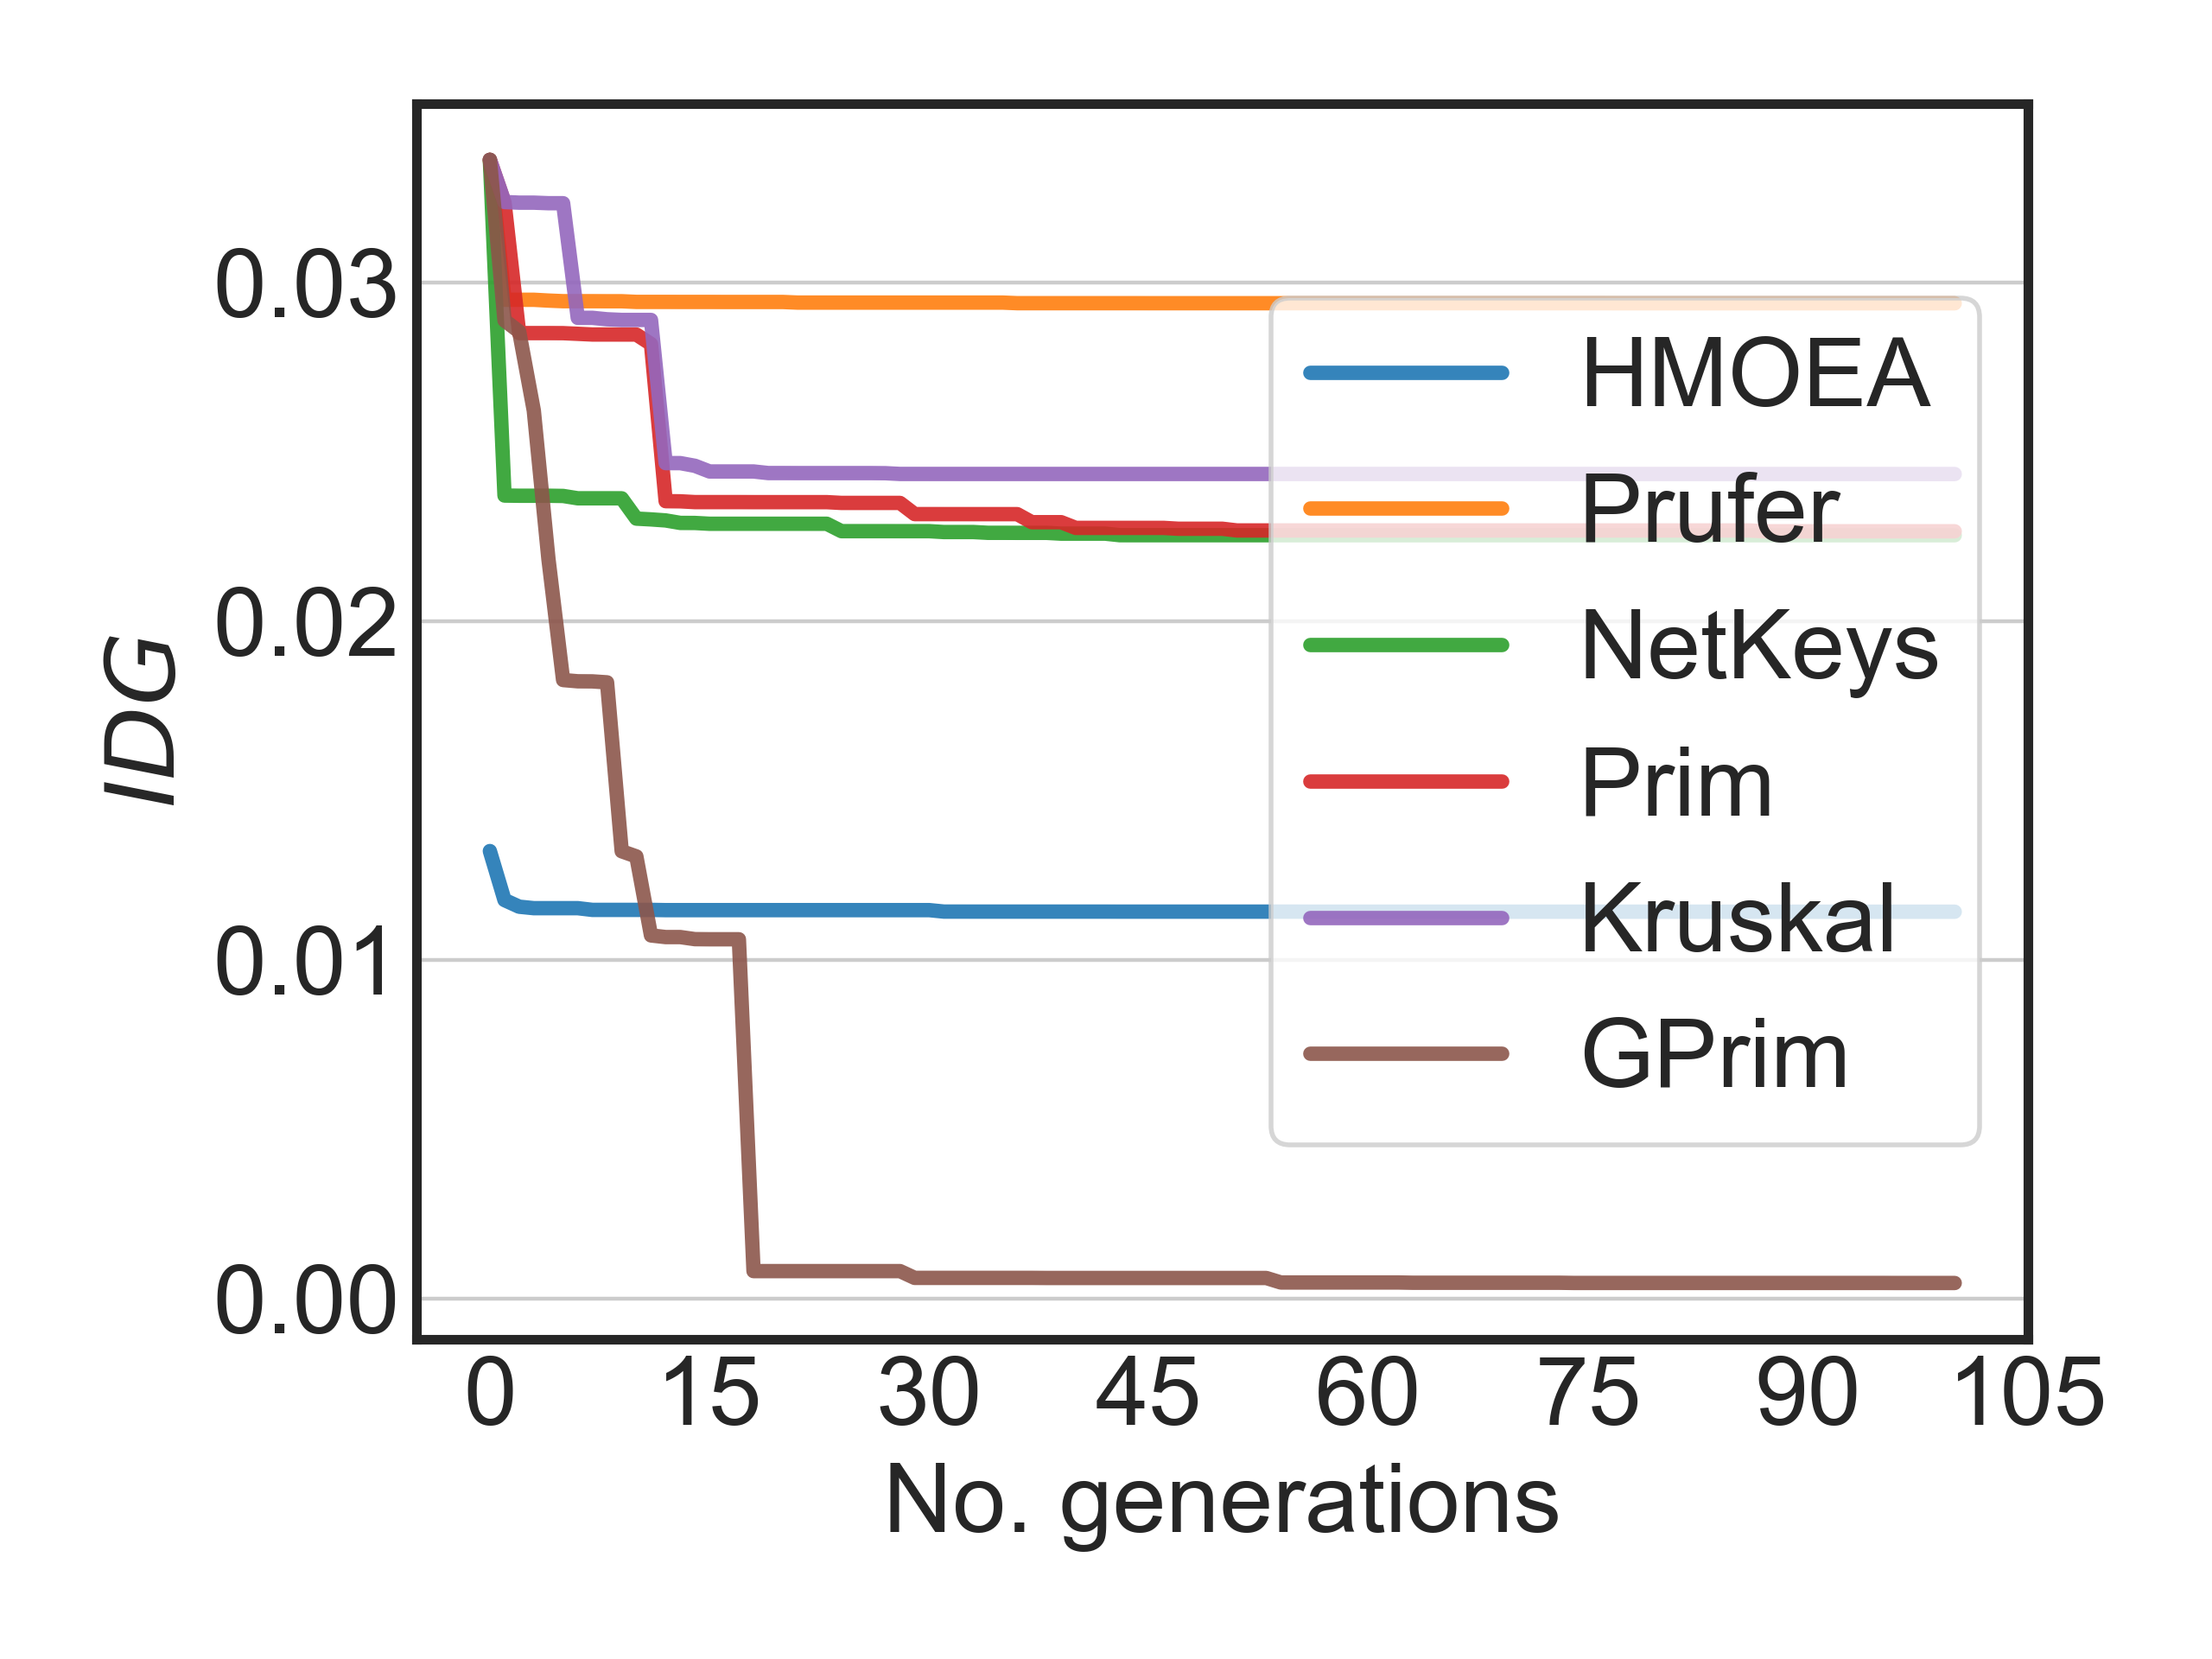 0.03
0.02
0.01
0.00
IDG
HMOEA
Prufer
NetKeys
Prim
Kruskal
GPrim
0 15 30 45 60 75 90 105
No. generations